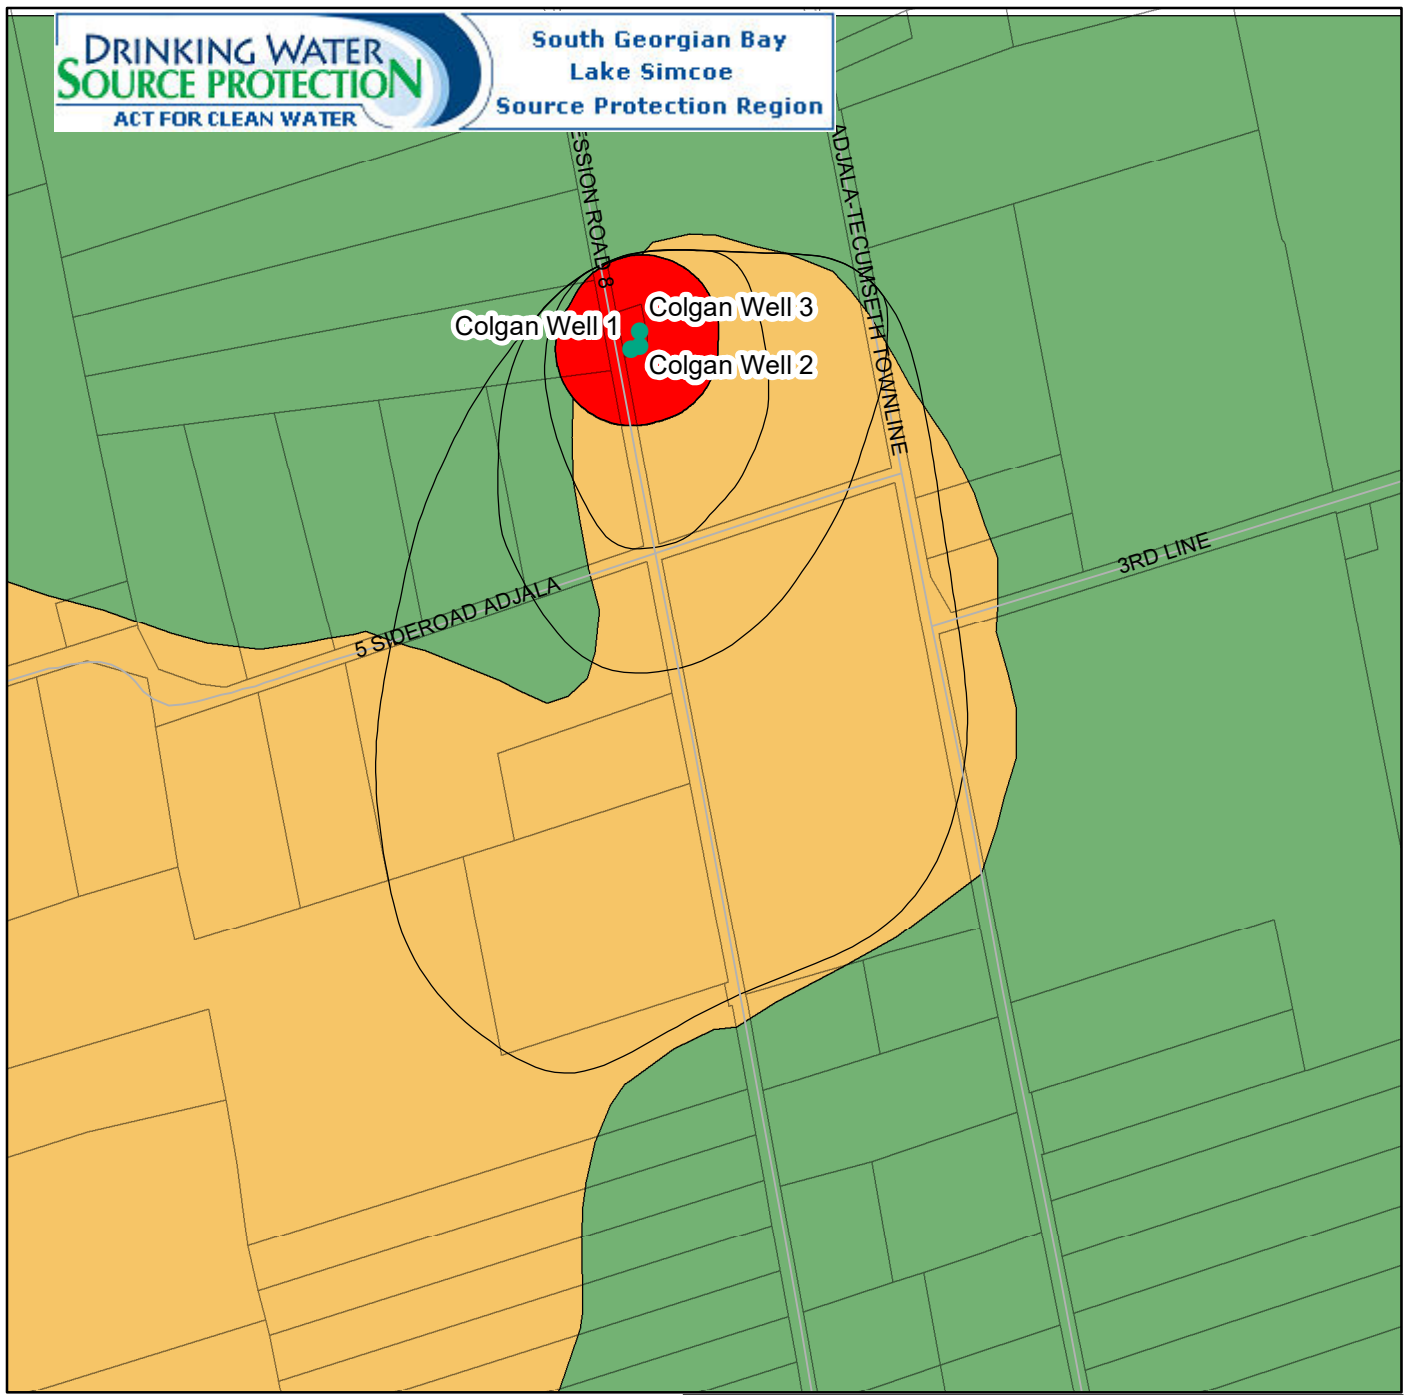 DRINKING WATER
SOURCE PROTECTION
ACT FOR CLEAN WATER
South Georgian Bay
Lake Simcoe
Source Protection Region
ESSION ROAD 8
ADJALA-TECUMSETH TOWNLINE
Colgan Well 3
Colgan Well 1
Colgan Well 2
3RD LINE
5 SIDEROAD ADJALA